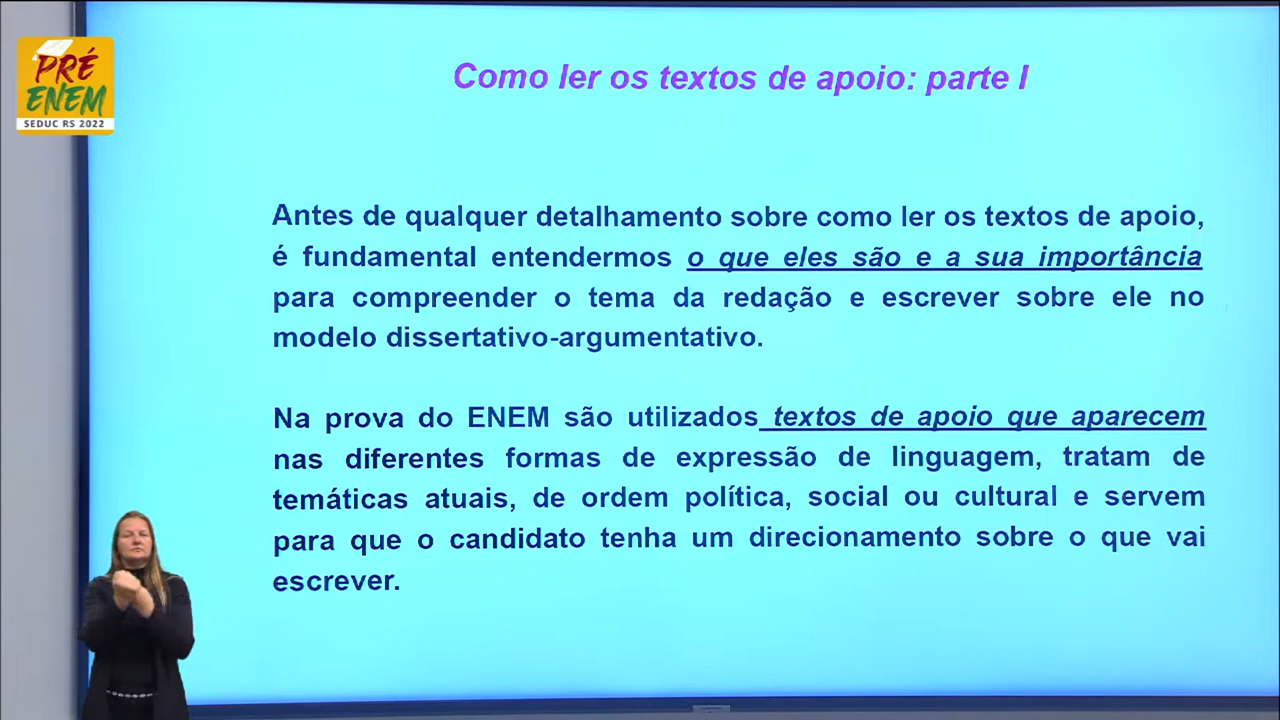 PRÉ
ENEM
SEDUC RS 2022
Como ler os textos de apoio: parte I
Antes de qualquer detalhamento sobre como ler os textos de apoio,
é fundamental entendermos o que eles são e a sua importância
para compreender o tema da redação e escrever sobre ele no
modelo dissertativo-argumentativo.
Na prova do ENEM são utilizados textos de apoio que aparecem
nas diferentes formas de expressão de linguagem, tratam de
temáticas atuais, de ordem política, social ou cultural e servem
para que o candidato tenha um direcionamento sobre o que vai
escrever.